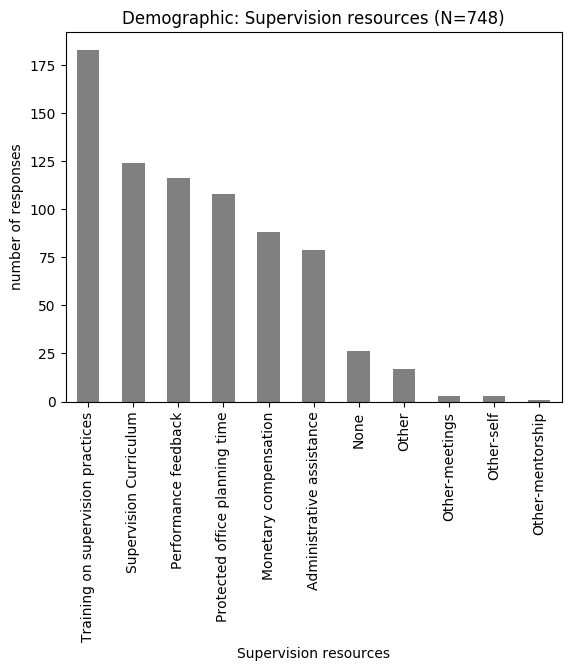 Demographic: Supervision resources (N=748)
number of responses
175
150
125
100
75
50
25
0
Training on supervision practices
Supervision Curriculum
Performance feedback
Protected office planning time
Monetary compensation
Administrative assistance
None
Other
Other-meetings
Other-self
Other-mentorship
Supervision resources